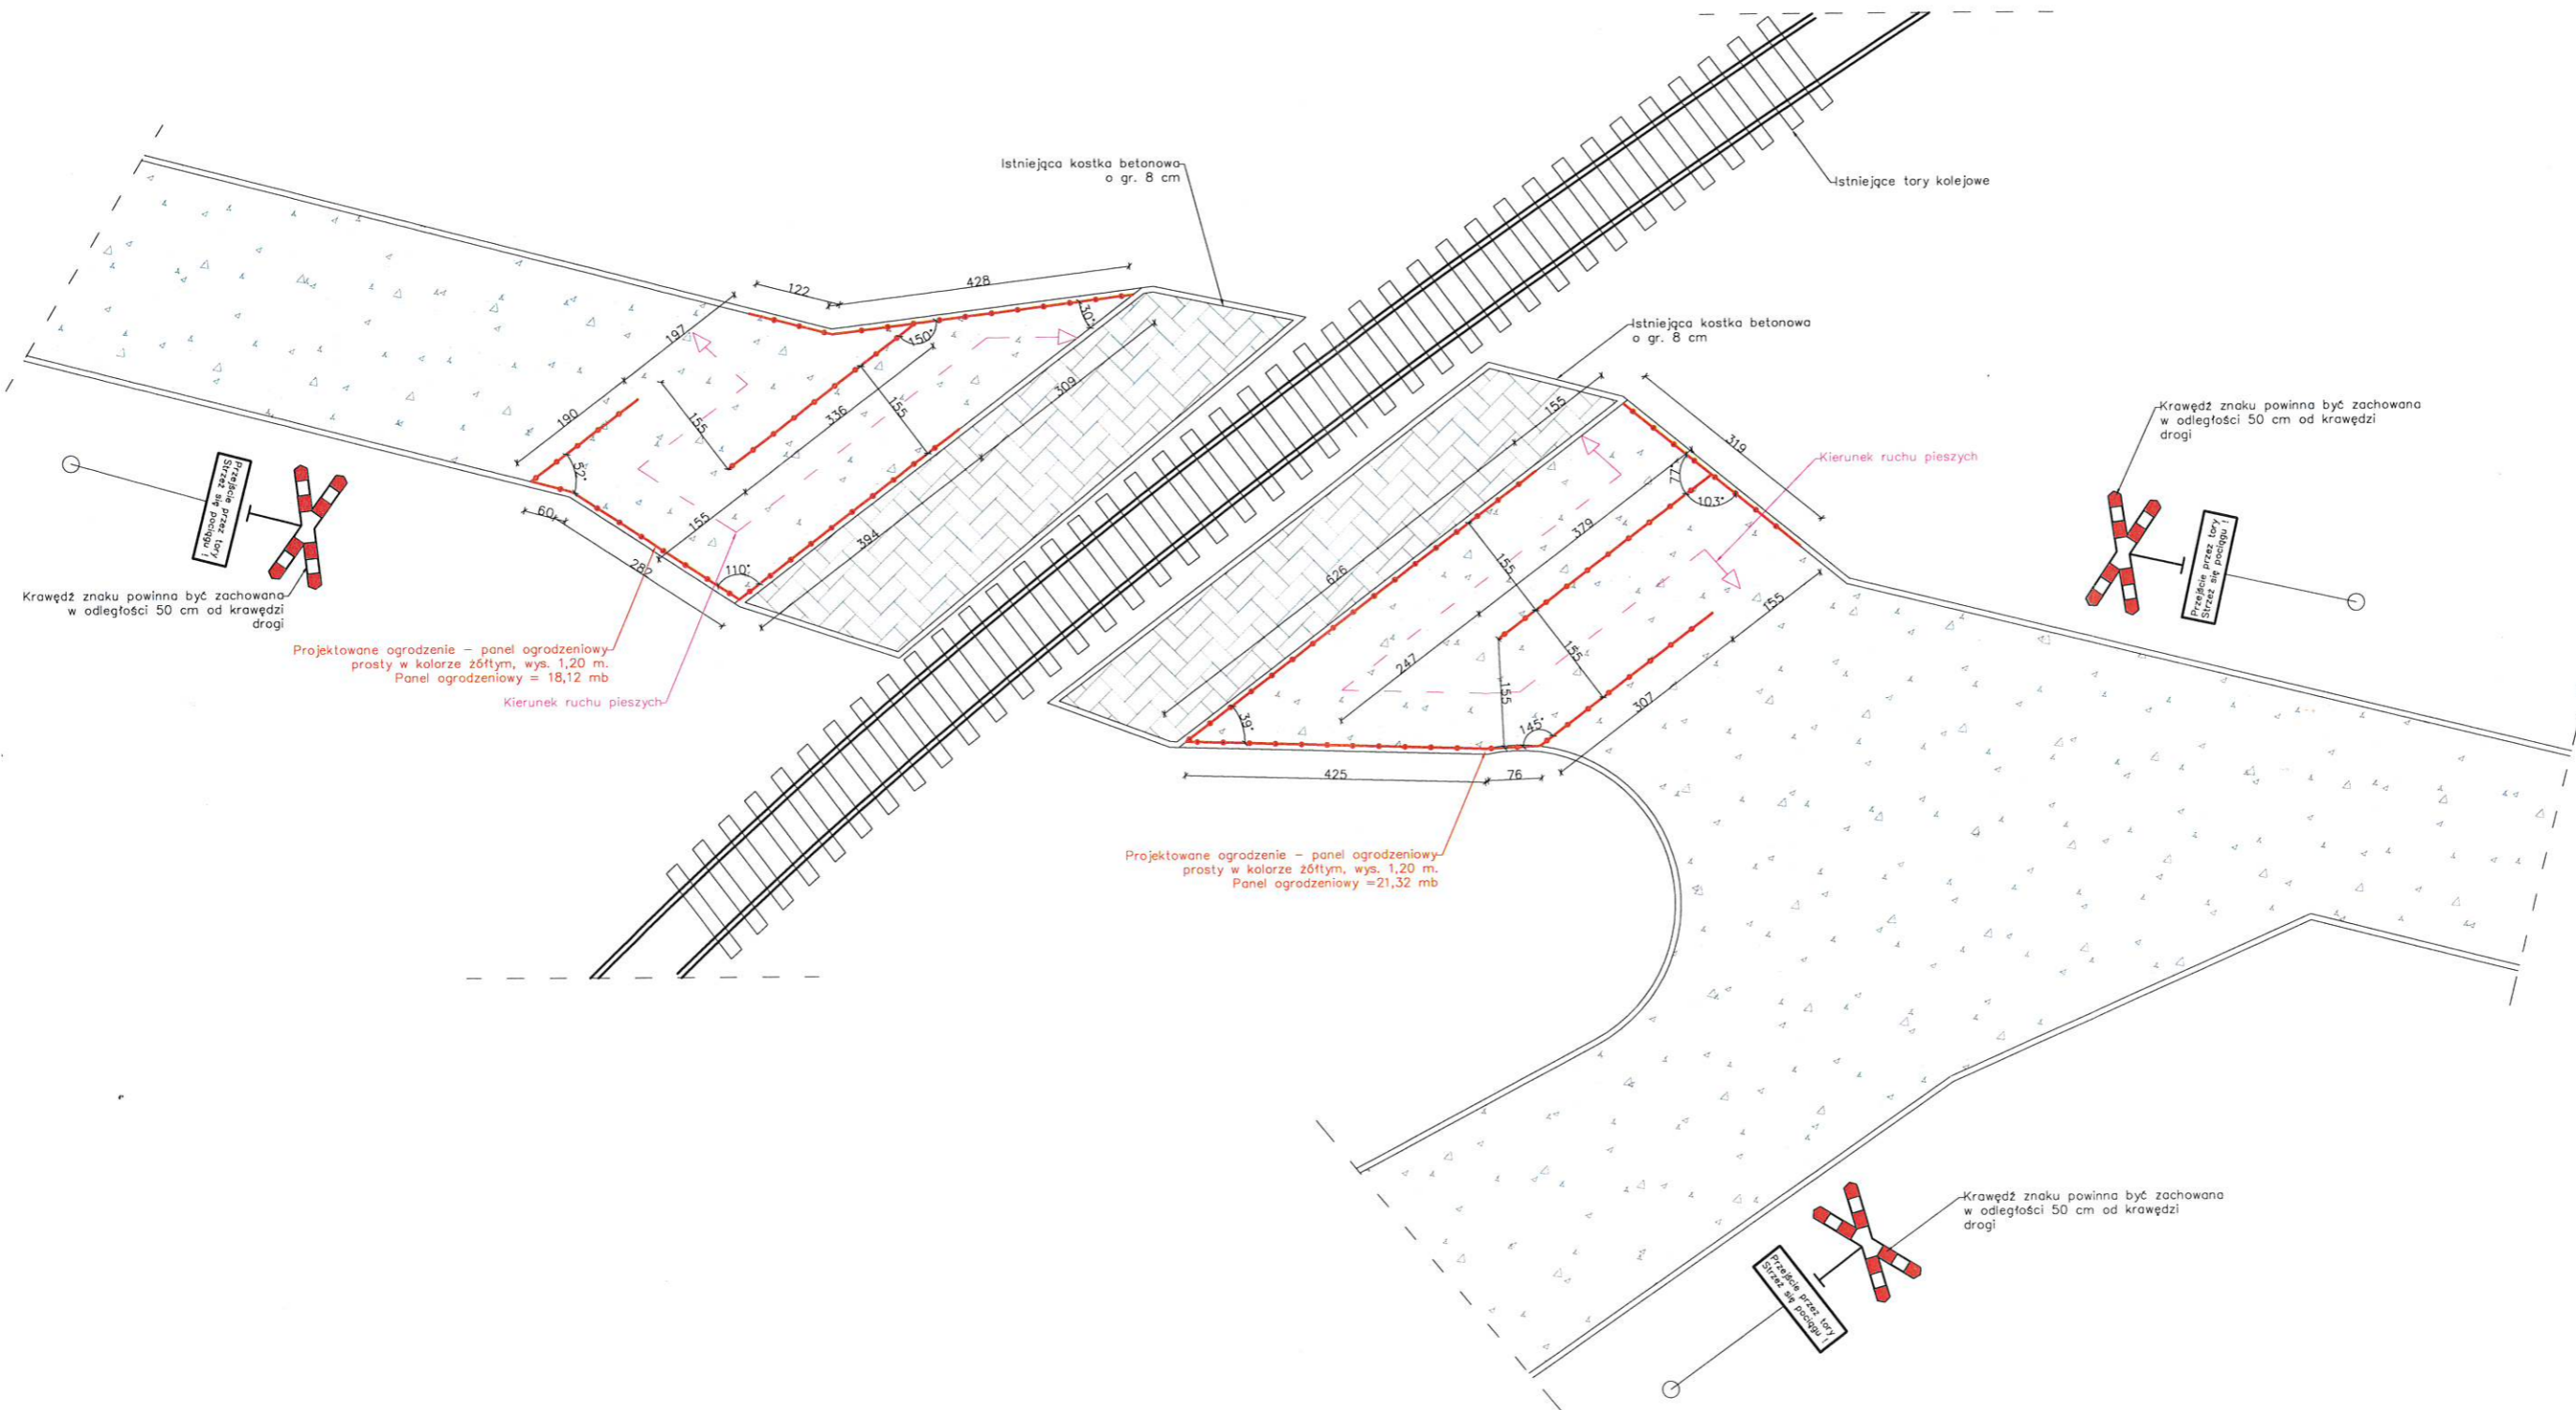 Istniejąca kostka betonowa
o gr. 8 cm
Istniejące tory kolejowe
428
122
197
30°
150°
309
336
155
155
190
52°
155
394
60
282
110°
Przejście przez tory
Strzeż się pociągu !
Krawędź znaku powinna być zachowana
w odległości 50 cm od krawędzi
drogi
Projektowane ogrodzenie – panel ogrodzeniowy
prosty w kolorze żółtym, wys. 1,20 m.
Panel ogrodzeniowy = 18,12 mb
Kierunek ruchu pieszych
Istniejąca kostka betonowa
o gr. 8 cm
155
319
77°
103°
379
626
155
155
247
155
155
307
39°
145°
425
76
Kierunek ruchu pieszych
Krawędź znaku powinna być zachowana
w odległości 50 cm od krawędzi
drogi
Przejście przez tory
Strzeż się pociągu !
Projektowane ogrodzenie – panel ogrodzeniowy
prosty w kolorze żółtym, wys. 1,20 m.
Panel ogrodzeniowy =21,32 mb
Krawędź znaku powinna być zachowana
w odległości 50 cm od krawędzi
drogi
Przejście przez tory
Strzeż się pociągu !